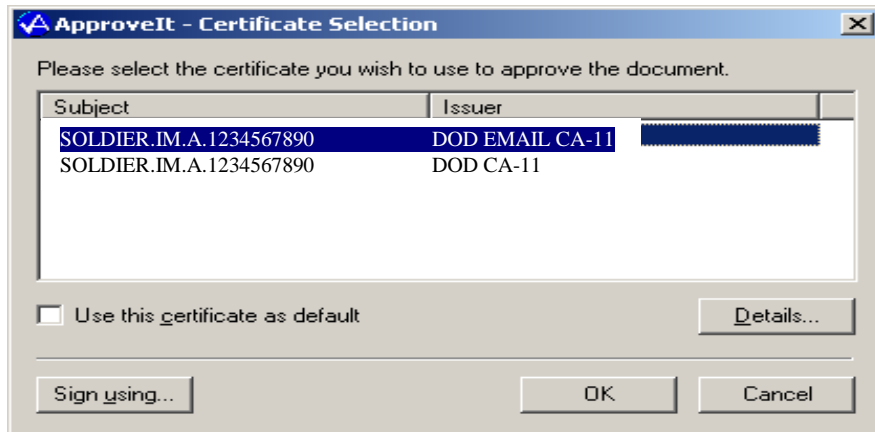 ApproveIt - Certificate Selection
Please select the certificate you wish to use to approve the document.
Subject Issuer
SOLDIER.IM.A.1234567890 DOD EMAIL CA-11
SOLDIER.IM.A.1234567890 DOD CA-11
Use this certificate as default Details...
Sign using... OK Cancel